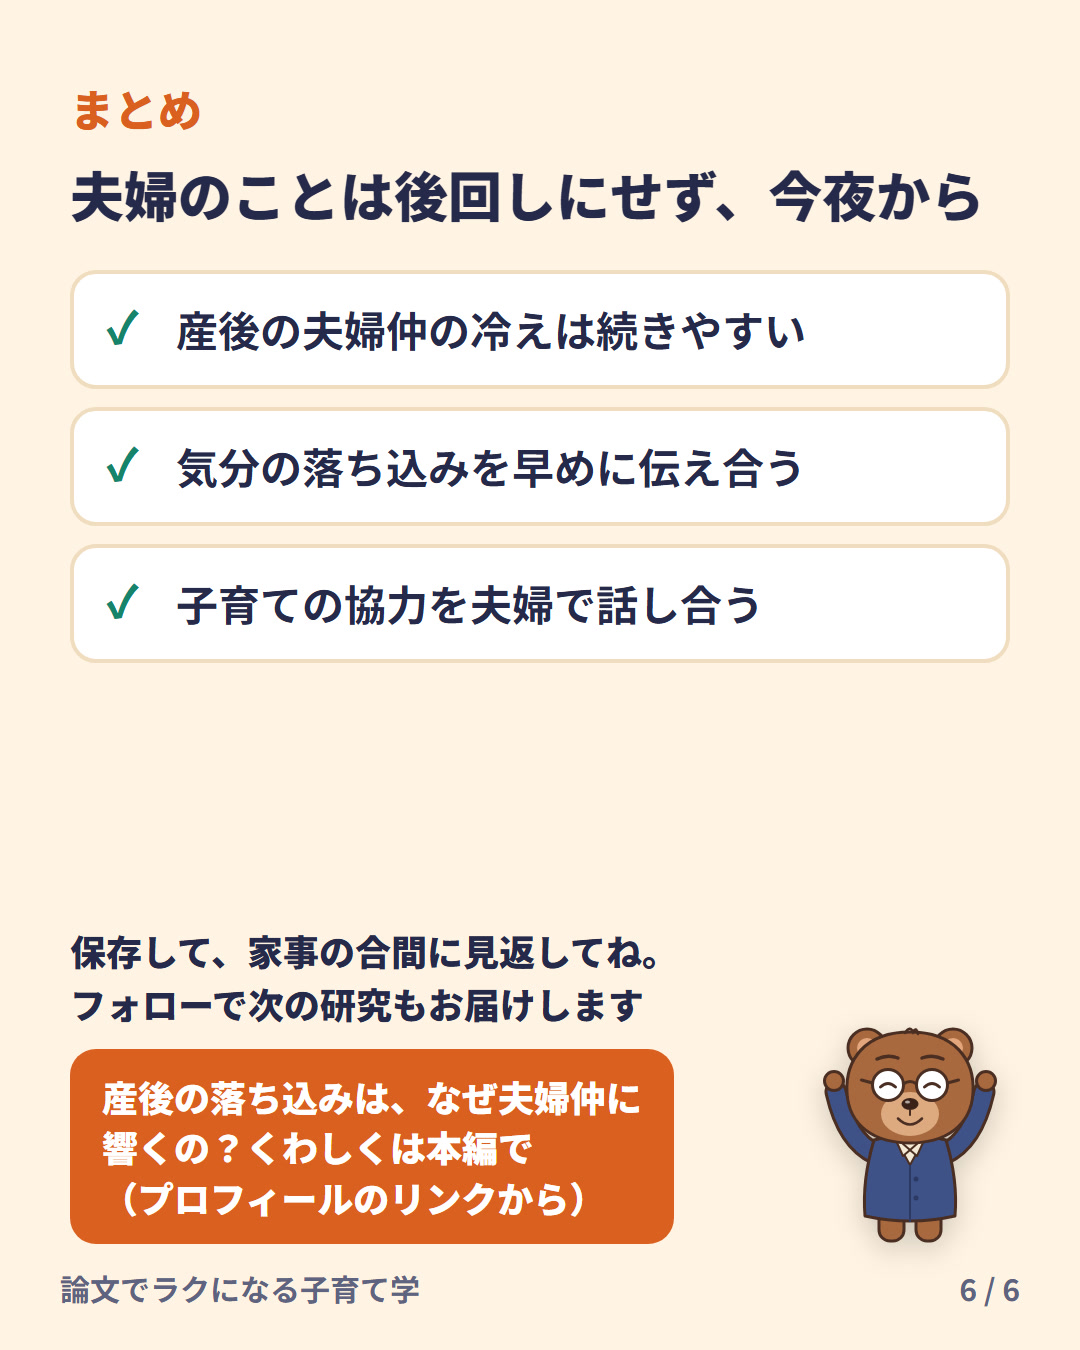 まとめ
夫婦のことは後回しにせず、今夜から
✓ 産後の夫婦仲の冷えは続きやすい
✓ 気分の落ち込みを早めに伝え合う
✓ 子育ての協力を夫婦で話し合う
保存して、家事の合間に見返してね。
フォローで次の研究もお届けします
産後の落ち込みは、なぜ夫婦仲に
響くの？くわしくは本編で
（プロフィールのリンクから）
論文でラクになる子育て学
6 / 6